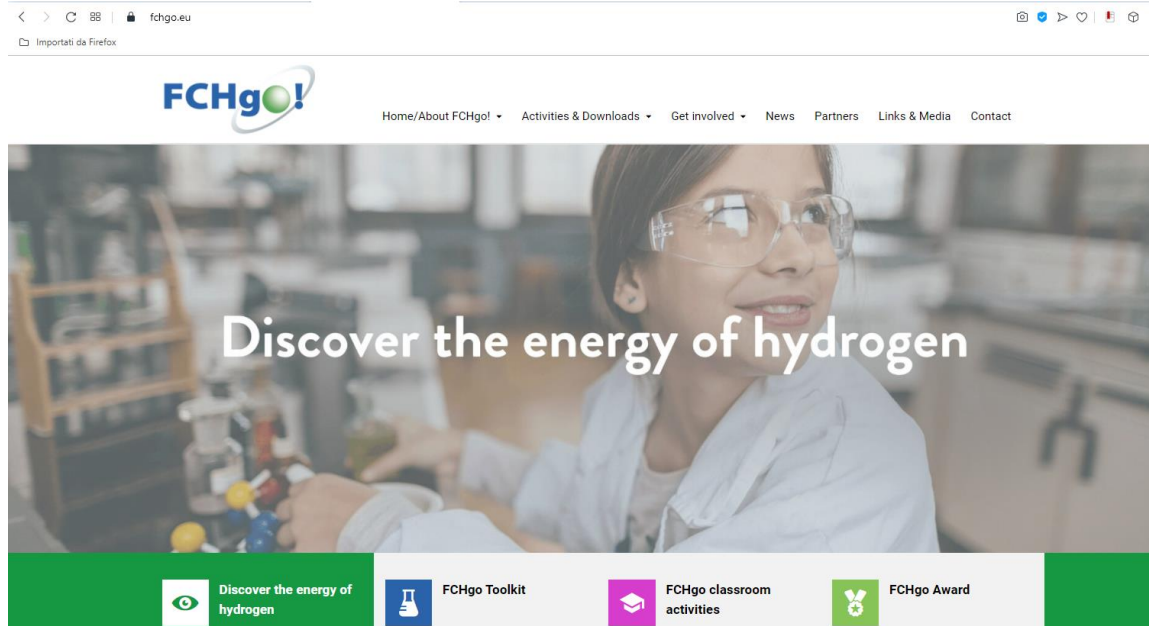 fchgo.eu
Importati da Firefox
FCHgo!
Home/About FCHgo! Activities & Downloads Get involved News Partners Links & Media Contact
Discover the energy of hydrogen
Discover the energy of
hydrogen
FCHgo Toolkit
FCHgo classroom
activities
FCHgo Award